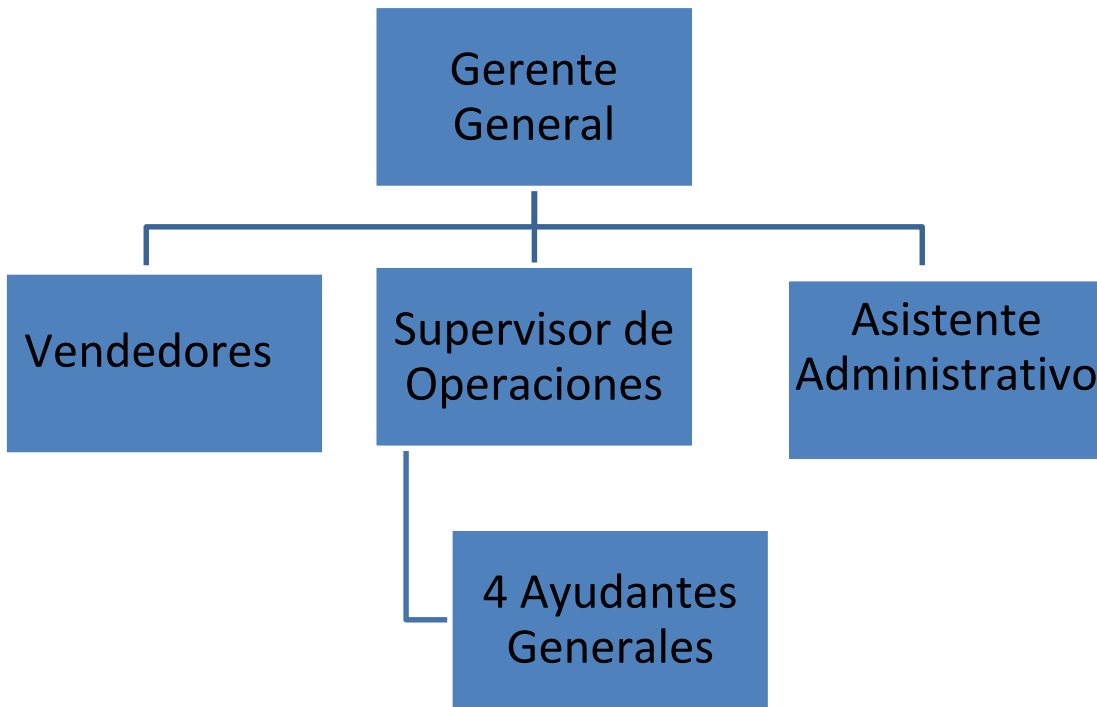 Gerente
General
Vendedores
Supervisor de
Operaciones
Asistente
Administrativo
4 Ayudantes
Generales